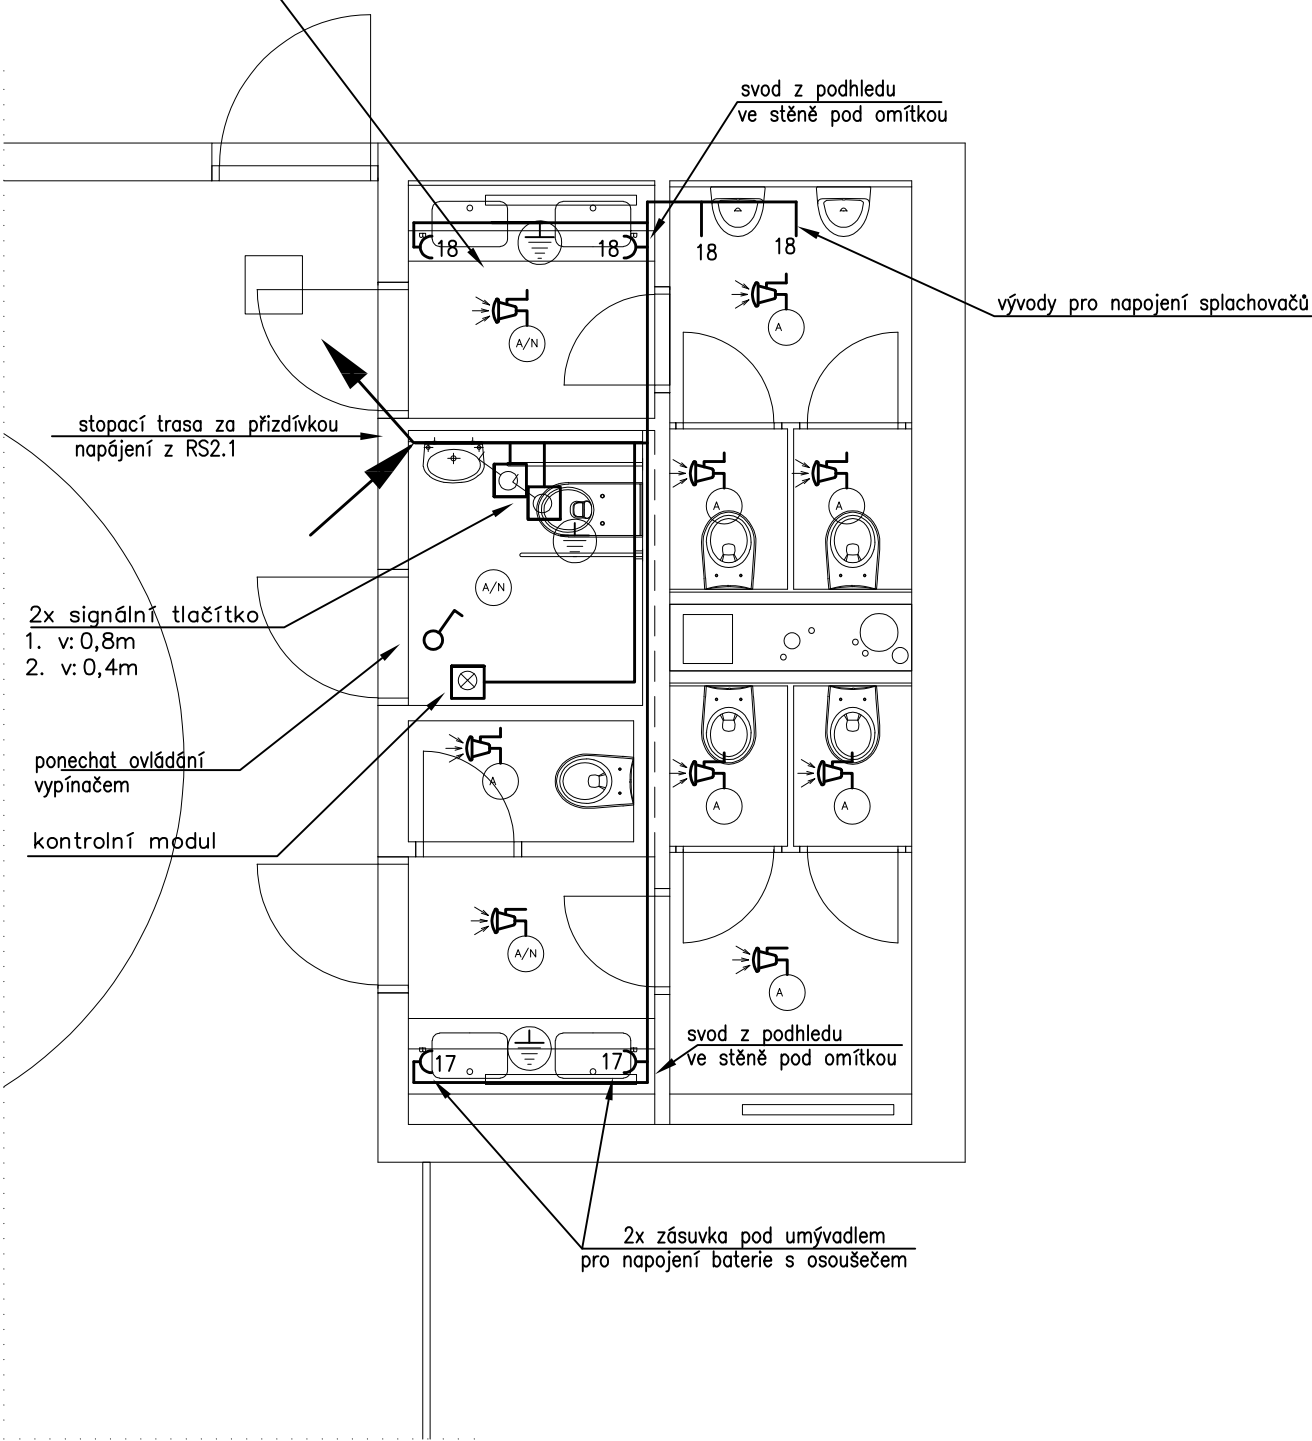 svod z podhledu
ve stěně pod omítkou
18
18
18
18
vývody pro napojení splachovačů
A
A/N
stopací trasa za přizdívkou
napájení z RS2.1
A
A
A/N
2x signální tlačítko
1. v: 0,8m
2. v: 0,4m
ponechat ovládání
vypínačem
A
A
A
kontrolní modul
A/N
A
svod z podhledu
ve stěně pod omítkou
17
17
2x zásuvka pod umývadlem
pro napojení baterie s osoušečem